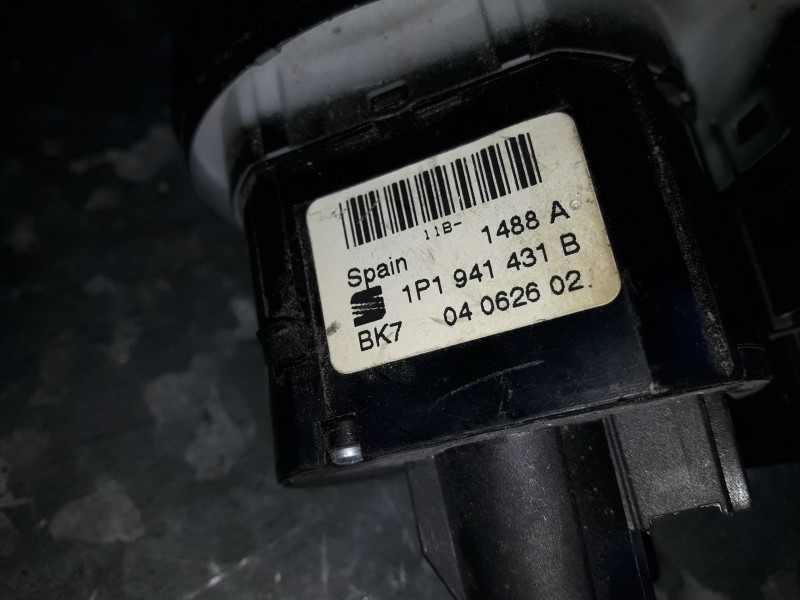 11B- 1488 A
Spain
1P1 941 431 B
BK7 04 0626 02